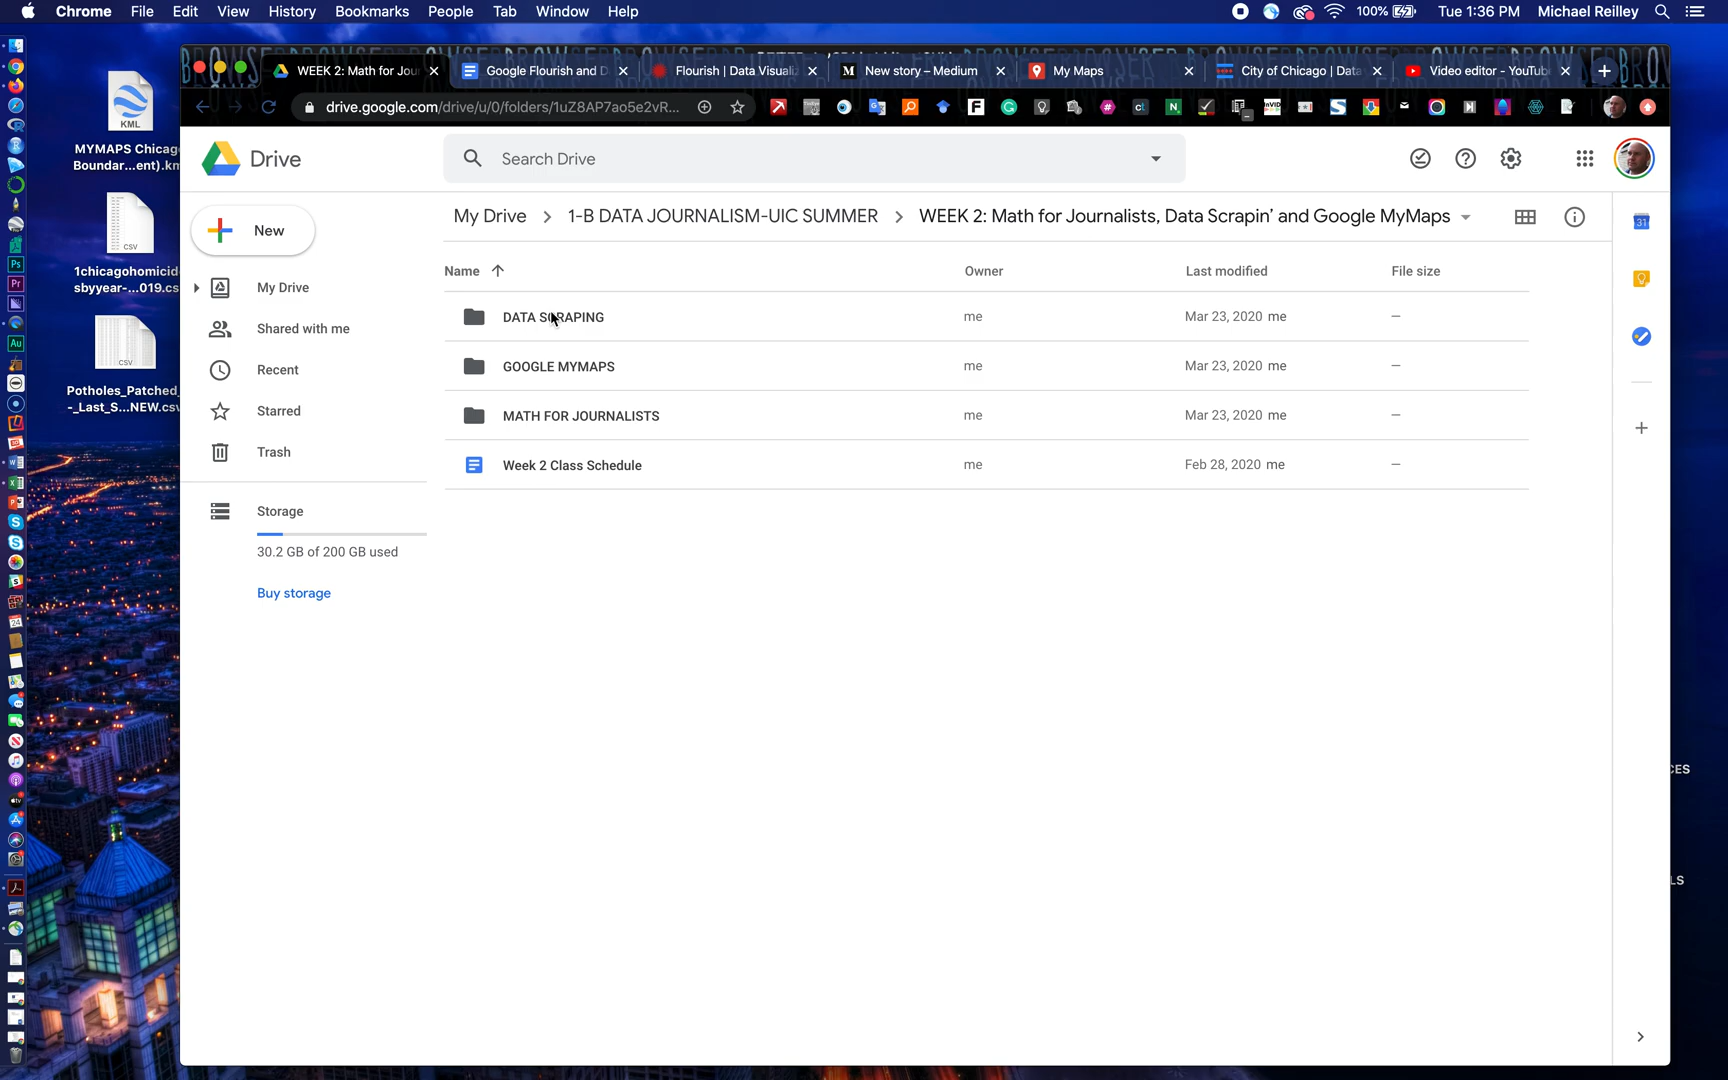 Chrome File Edit View History Bookmarks People Tab Window Help
100% Tue 1:36 PM Michael Reilley
WEEK 2: Math for Jou
Google Flourish and D
Flourish | Data Visualiz
New story – Medium
My Maps
City of Chicago | Data
Video editor - YouTub
drive.google.com/drive/u/0/folders/1uZ8AP7ao5e2vR...
KML
MYMAPS Chicag
Boundar...ent).km
CSV
1chicagohomicid
sbyyear-...019.cs
CSV
Potholes_Patched_
-_Last_S...NEW.csv
Drive
Search Drive
New
My Drive
Shared with me
Recent
Starred
Trash
Storage
30.2 GB of 200 GB used
Buy storage
My Drive > 1-B DATA JOURNALISM-UIC SUMMER > WEEK 2: Math for Journalists, Data Scrapin' and Google MyMaps
Name Owner Last modified File size
DATA SCRAPING me Mar 23, 2020 me –
GOOGLE MYMAPS me Mar 23, 2020 me –
MATH FOR JOURNALISTS me Mar 23, 2020 me –
Week 2 Class Schedule me Feb 28, 2020 me –
31
CES
LS
Ps
Pr
Au